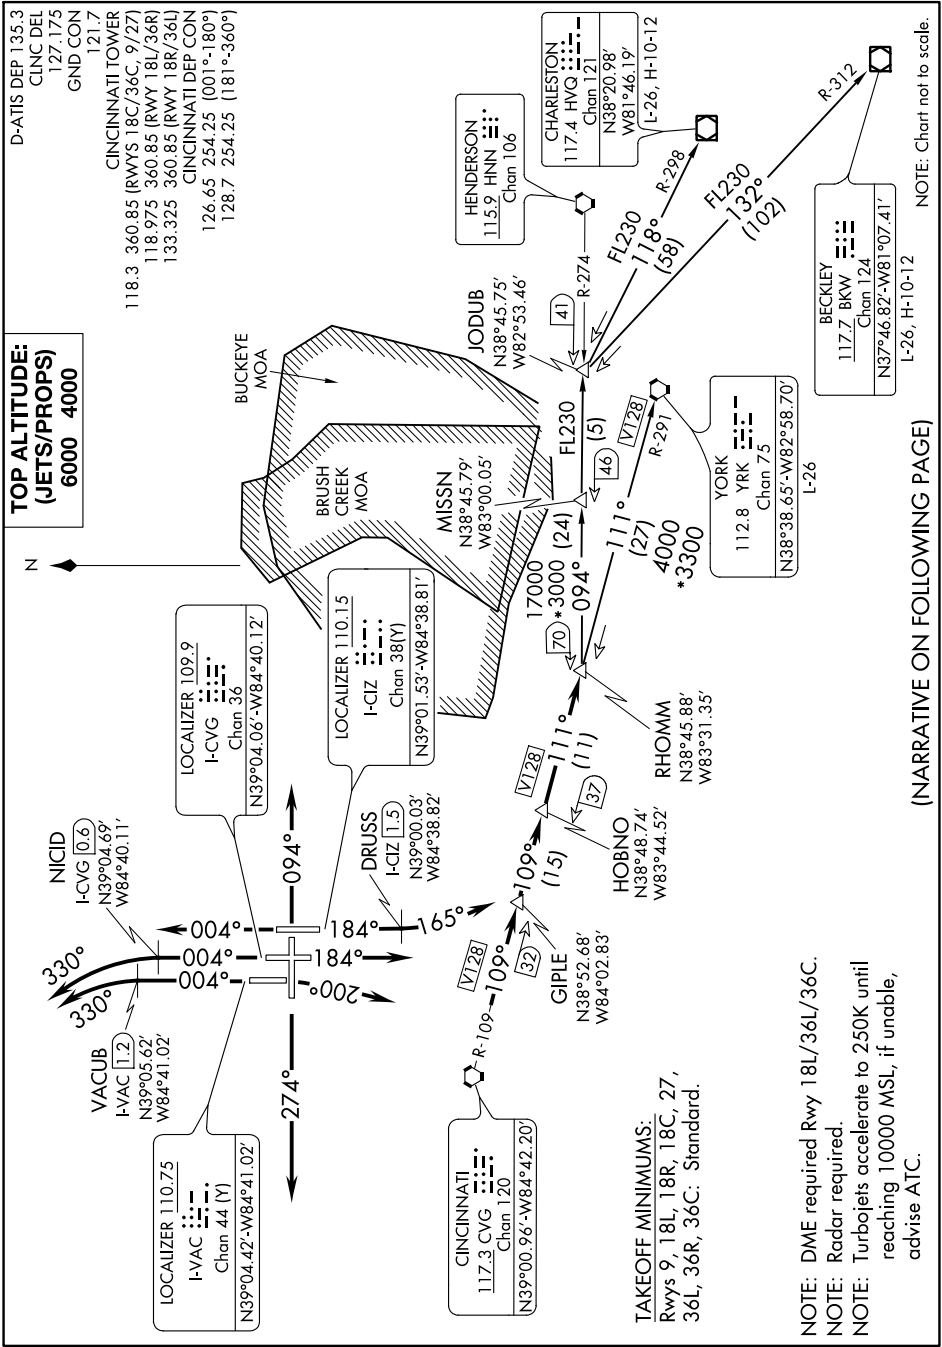 D-ATIS DEP 135.3
CLNC DEL
127.175
GND CON
121.7
CINCINNATI TOWER
118.3 360.85 (RWYS 18C/36C, 9/27)
118.975 360.85 (RWY 18L/36R)
133.325 360.85 (RWY 18R/36L)
CINCINNATI DEP CON
126.65 254.25 (001°-180°)
128.7 254.25 (181°-360°)
TOP ALTITUDE:
(JETS/PROPS)
6000 4000
N
BUCKEYE
MOA
BRUSH
CREEK
MOA
LOCALIZER 109.9
I-CVG
Chan 36
N39°04.06'-W84°40.12'
LOCALIZER 110.15
I-CIZ
Chan 38(Y)
N39°01.53'-W84°38.81'
NICID
I-CVG 0.6
N39°04.69'
W84°40.11'
VACUB
I-VAC 1.2
N39°05.62'
W84°41.02'
DRUSS
I-CIZ 1.5
N39°00.03'
W84°38.82'
330°
330°
004°
004°
004°
094°
184°
184°
165°
200°
274°
LOCALIZER 110.75
I-VAC
Chan 44 (Y)
N39°04.42'-W84°41.02'
CINCINNATI
117.3 CVG
Chan 120
N39°00.96'-W84°42.20'
R-109
109°
V128
32
GIPLE
N38°52.68'
W84°02.83'
109°
(15)
HOBNO
N38°48.74'
W83°44.52'
37
V128
111°
(11)
RHOMM
N38°45.88'
W83°31.35'
70
17000
*3000
094°
(24)
MISSN
N38°45.79'
W83°00.05'
46
FL230
(5)
JODUB
N38°45.75'
W82°53.46'
41
R-274
HENDERSON
115.9 HNN
Chan 106
CHARLESTON
117.4 HVQ
Chan 121
N38°20.98'
W81°46.19'
L-26, H-10-12
FL230
118°
(58)
R-298
FL230
132°
(102)
R-312
BECKLEY
117.7 BKW
Chan 124
N37°46.82'-W81°07.41'
L-26, H-10-12
111°
(27)
4000
*3300
V128
R-291
YORK
112.8 YRK
Chan 75
N38°38.65'-W82°58.70'
L-26
TAKEOFF MINIMUMS:
Rwys 9, 18L, 18R, 18C, 27,
36L, 36R, 36C: Standard.
NOTE: DME required Rwy 18L/36L/36C.
NOTE: Radar required.
NOTE: Turbojets accelerate to 250K until
reaching 10000 MSL, if unable,
advise ATC.
(NARRATIVE ON FOLLOWING PAGE)
NOTE: Chart not to scale.